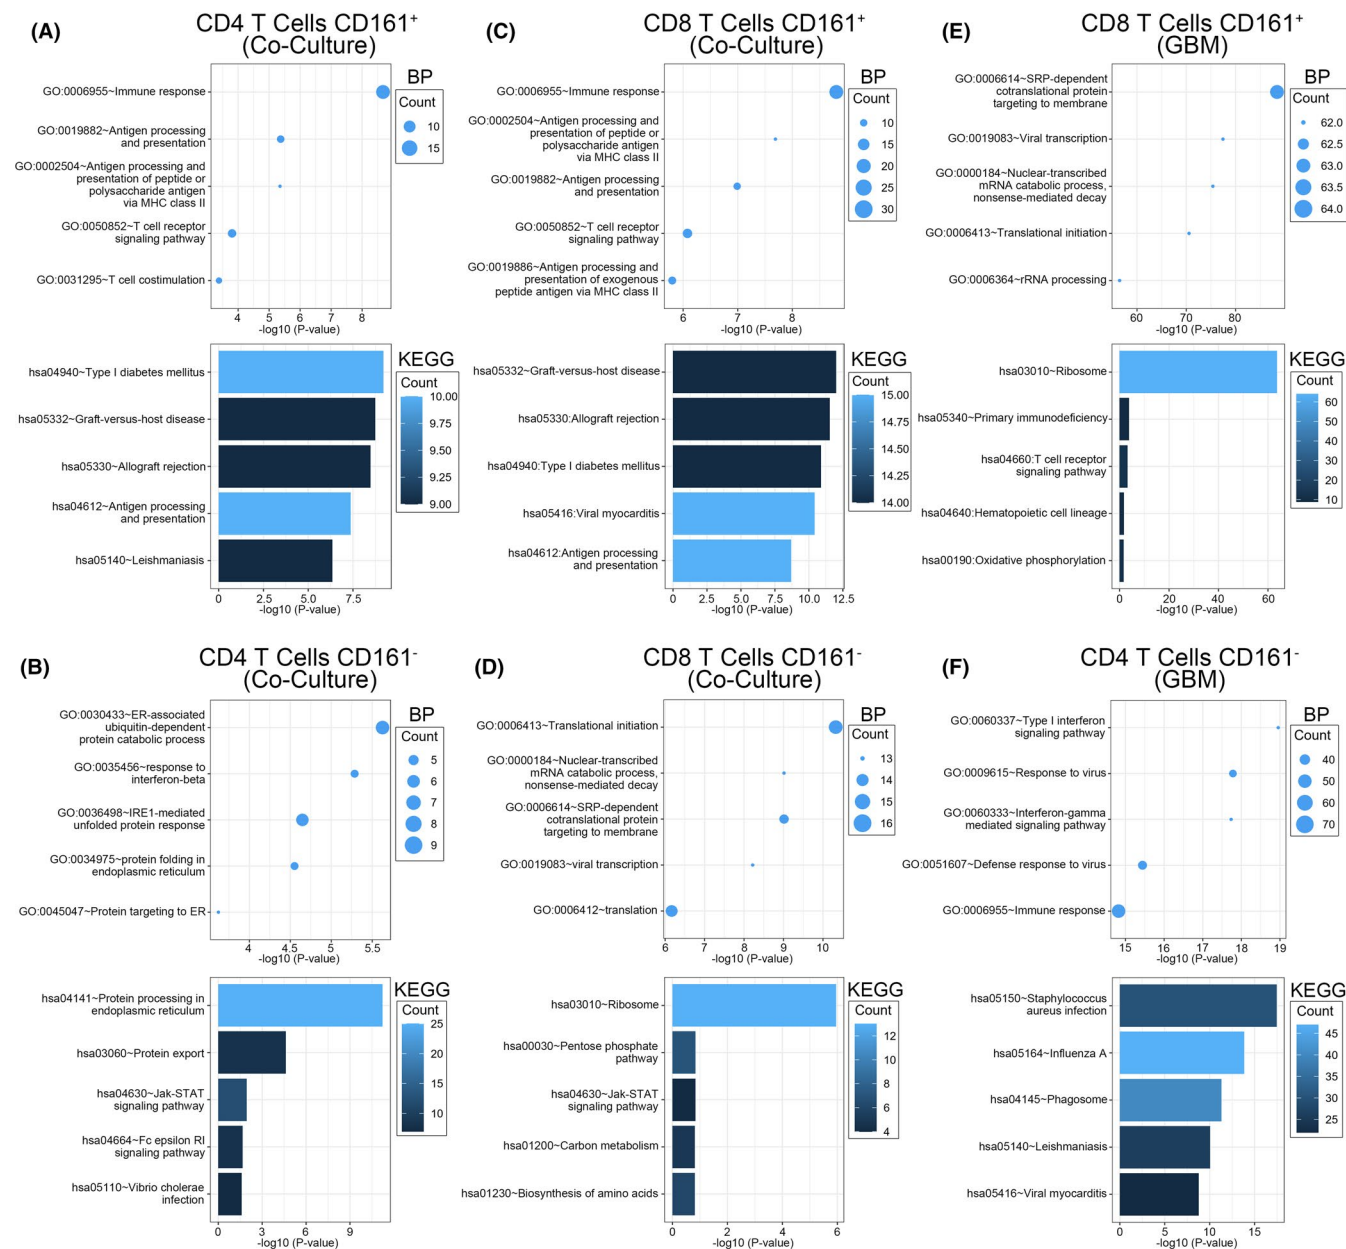 (A)
CD4 T Cells CD161+
(Co-Culture)
GO:0006955~Immune response
GO:0019882~Antigen processing
and presentation
GO:0002504~Antigen processing and
presentation of peptide or
polysaccharide antigen
via MHC class II
GO:0050852~T cell receptor
signaling pathway
GO:0031295~T cell costimulation
4 5 6 7 8
-log10 (P-value)
BP
Count
10
15
hsa04940~Type I diabetes mellitus
hsa05332~Graft-versus-host disease
hsa05330~Allograft rejection
hsa04612~Antigen processing
and presentation
hsa05140~Leishmaniasis
0 2.5 5.0 7.5
-log10 (P-value)
KEGG
Count
10.00
9.75
9.50
9.25
9.00
(C)
CD8 T Cells CD161+
(Co-Culture)
GO:0006955~Immune response
GO:0002504~Antigen processing and
presentation of peptide or
polysaccharide antigen
via MHC class II
GO:0019882~Antigen processing
and presentation
GO:0050852~T cell receptor
signaling pathway
GO:0019886~Antigen processing and
presentation of exogenous
peptide antigen via MHC class II
6 7 8
-log10 (P-value)
BP
Count
10
15
20
25
30
hsa05332~Graft-versus-host disease
hsa05330:Allograft rejection
hsa04940:Type I diabetes mellitus
hsa05416:Viral myocarditis
hsa04612:Antigen processing
and presentation
0 2.5 5.0 7.5 10.0 12.5
-log10 (P-value)
KEGG
Count
15.00
14.75
14.50
14.25
14.00
(E)
CD8 T Cells CD161+
(GBM)
GO:0006614~SRP-dependent
cotranslational protein
targeting to membrane
GO:0019083~Viral transcription
GO:0000184~Nuclear-transcribed
mRNA catabolic process,
nonsense-mediated decay
GO:0006413~Translational initiation
GO:0006364~rRNA processing
60 70 80
-log10 (P-value)
BP
Count
62.0
62.5
63.0
63.5
64.0
hsa03010~Ribosome
hsa05340~Primary immunodeficiency
hsa04660:T cell receptor
signaling pathway
hsa04640:Hematopoietic cell lineage
hsa00190:Oxidative phosphorylation
0 20 40 60
-log10 (P-value)
KEGG
Count
60
50
40
30
20
10
(B)
CD4 T Cells CD161-
(Co-Culture)
GO:0030433~ER-associated
ubiquitin-dependent
protein catabolic process
GO:0035456~response to
interferon-beta
GO:0036498~IRE1-mediated
unfolded protein response
GO:0034975~protein folding in
endoplasmic reticulum
GO:0045047~Protein targeting to ER
4 4.5 5 5.5
-log10 (P-value)
BP
Count
5
6
7
8
9
hsa04141~Protein processing in
endoplasmic reticulum
hsa03060~Protein export
hsa04630~Jak-STAT
signaling pathway
hsa04664~Fc epsilon RI
signaling pathway
hsa05110~Vibrio cholerae
infection
0 3 6 9
-log10 (P-value)
KEGG
Count
25
20
15
10
(D)
CD8 T Cells CD161-
(Co-Culture)
GO:0006413~Translational initiation
GO:0000184~Nuclear-transcribed
mRNA catabolic process,
nonsense-mediated decay
GO:0006614~SRP-dependent
cotranslational protein
targeting to membrane
GO:0019083~viral transcription
GO:0006412~translation
6 7 8 9 10
-log10 (P-value)
BP
Count
13
14
15
16
hsa03010~Ribosome
hsa00030~Pentose phosphate
pathway
hsa04630~Jak-STAT
signaling pathway
hsa01200~Carbon metabolism
hsa01230~Biosynthesis of amino acids
0 2 4 6
-log10 (P-value)
KEGG
Count
12
10
8
6
4
(F)
CD4 T Cells CD161-
(GBM)
GO:0060337~Type I interferon
signaling pathway
GO:0009615~Response to virus
GO:0060333~Interferon-gamma
mediated signaling pathway
GO:0051607~Defense response to virus
GO:0006955~Immune response
15 16 17 18 19
-log10 (P-value)
BP
Count
40
50
60
70
hsa05150~Staphylococcus
aureus infection
hsa05164~Influenza A
hsa04145~Phagosome
hsa05140~Leishmaniasis
hsa05416~Viral myocarditis
0 5 10 15
-log10 (P-value)
KEGG
Count
45
40
35
30
25